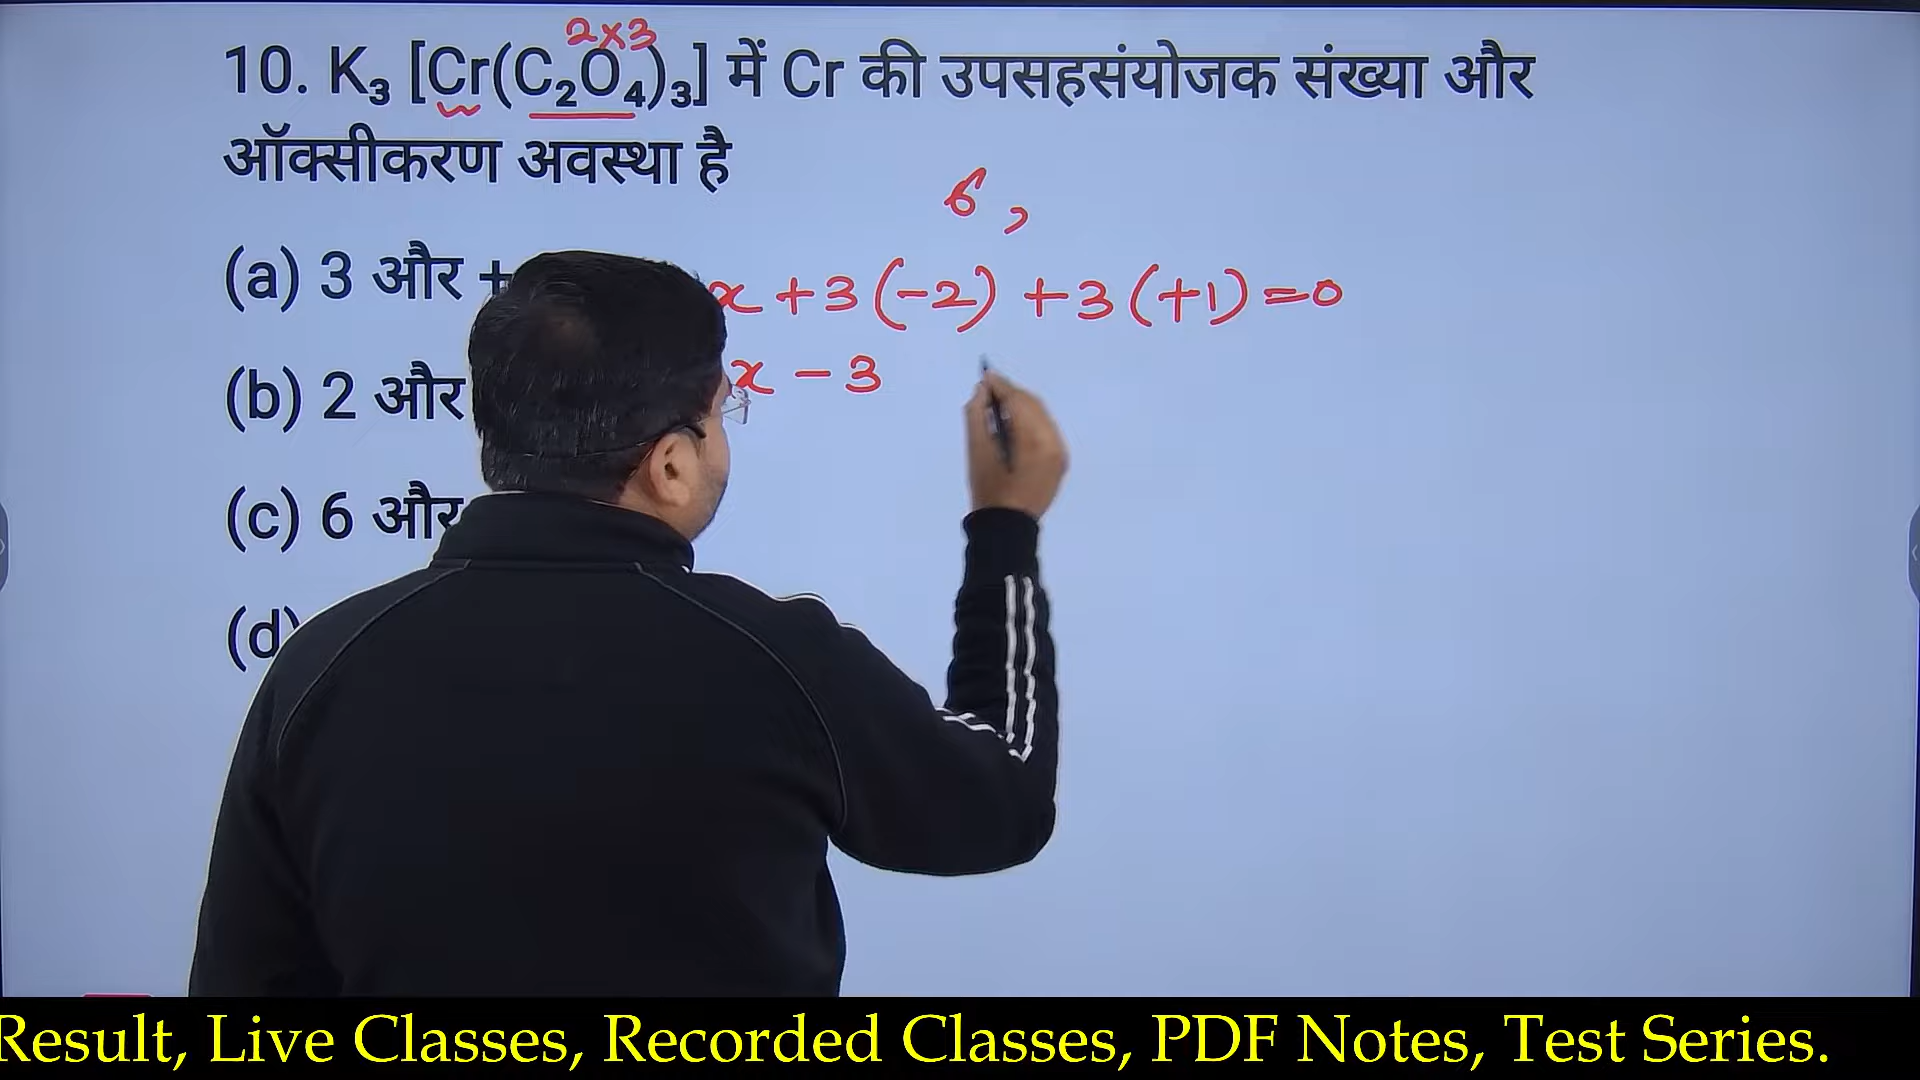 2×3
10. K₃ [Cr(C₂O₄)₃] में Cr की उपसहसंयोजक संख्या और
ऑक्सीकरण अवस्था है
6,
(a) 3 और +
x + 3 (-2) + 3 (+1) = 0
x - 3
(b) 2 और
(c) 6 और
(d)
Result, Live Classes, Recorded Classes, PDF Notes, Test Series.